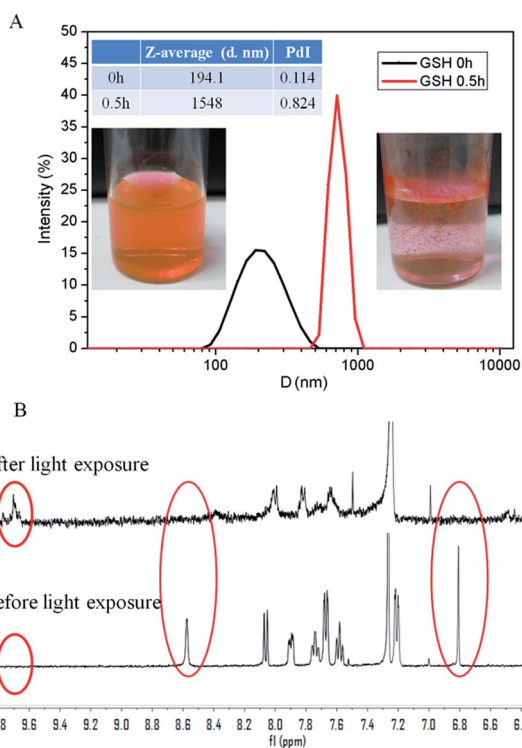 A
Z-average (d. nm) PdI
0h 194.1 0.114
0.5h 1548 0.824
GSH 0h
GSH 0.5h
50
45
40
35
30
25
20
15
10
5
0
Intensity (%)
100 1000 10000
D (nm)
B
fter light exposure
efore light exposure
8 9.6 9.4 9.2 9.0 8.8 8.6 8.4 8.2 8.0 7.8 7.6 7.4 7.2 7.0 6.8 6.6 6.
f1 (ppm)